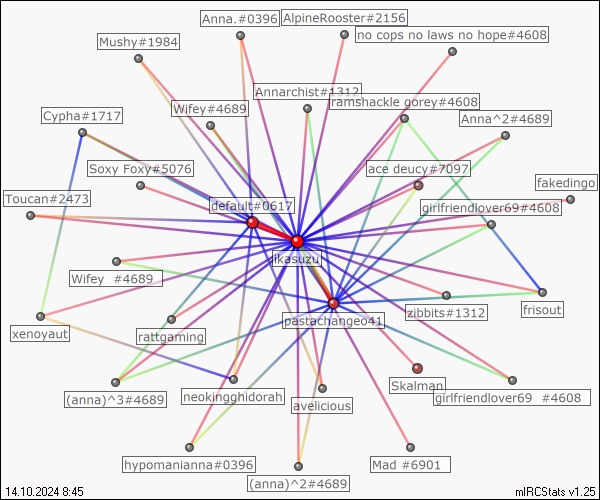 Anna.#0396
AlpineRooster#2156
no cops no laws no hope#4608
Mushy#1984
Annarchist#1312
ramshackle gorey#4608
Wifey#4689
Cypha#1717
Anna^2#4689
Soxy Foxy#5076
ace deucy#7097
fakedingo
Toucan#2473
default#0617
girlfriendlover69#4608
jikasuzu
Wifey  #4689
zibbits#1312
frisout
pastachangeo41
xenoyaut
rattgaming
Skalman
(anna)^3#4689
neokingghidorah
avelicious
girlfriendlover69  #4608
hypomanianna#0396
Mad #6901
(anna)^2#4689
14.10.2024 8:45
mIRCStats v1.25